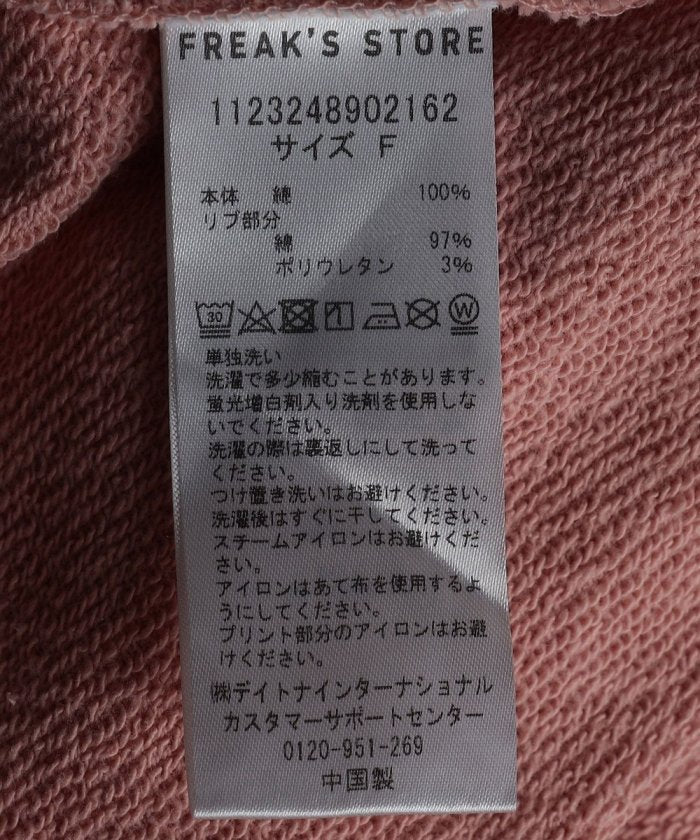 FREAK'S STORE
1123248902162
サイズ F
本体 綿 100%
リブ部分
綿 97%
ポリウレタン 3%
30 W
単独洗い
洗濯で多少縮むことがあります。
蛍光増白剤入り洗剤を使用しな
いでください。
洗濯の際は裏返しにして洗って
ください。
つけ置き洗いはお避けください。
洗濯後はすぐに干してください。
スチームアイロンはお避けくだ
さい。
アイロンはあて布を使用するよ
うにしてください。
プリント部分のアイロンはお避
けください。
㈱デイトナインターナショナル
カスタマーサポートセンター
0120-951-269
中国製